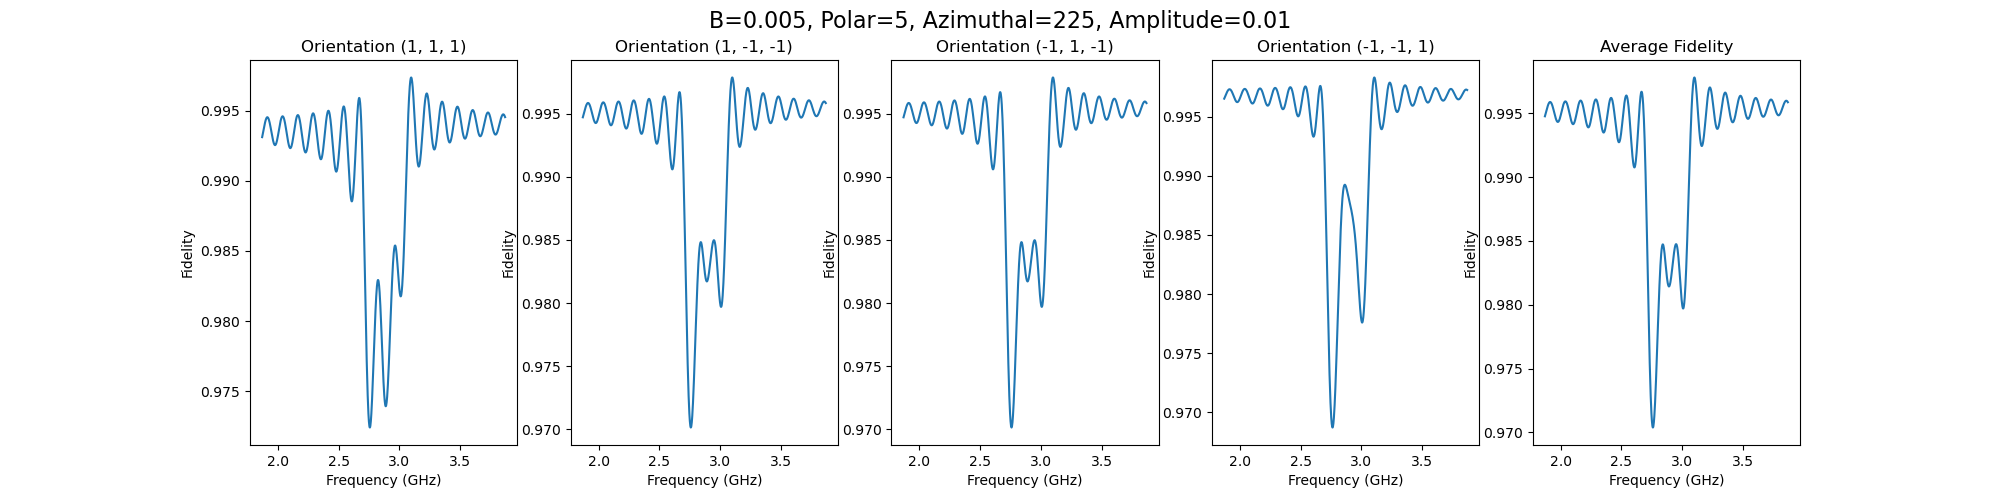 B=0.005, Polar=5, Azimuthal=225, Amplitude=0.01
Orientation (1, 1, 1)
Fidelity
0.995
0.990
0.985
0.980
0.975
2.0 2.5 3.0 3.5
Frequency (GHz)
Orientation (1, -1, -1)
Fidelity
0.995
0.990
0.985
0.980
0.975
0.970
2.0 2.5 3.0 3.5
Frequency (GHz)
Orientation (-1, 1, -1)
Fidelity
0.995
0.990
0.985
0.980
0.975
0.970
2.0 2.5 3.0 3.5
Frequency (GHz)
Orientation (-1, -1, 1)
Fidelity
0.995
0.990
0.985
0.980
0.975
0.970
2.0 2.5 3.0 3.5
Frequency (GHz)
Average Fidelity
Fidelity
0.995
0.990
0.985
0.980
0.975
0.970
2.0 2.5 3.0 3.5
Frequency (GHz)